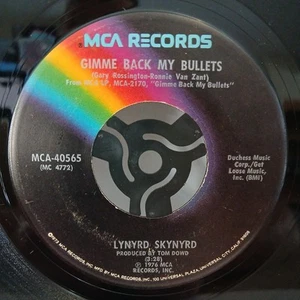 MCA RECORDS
GIMME BACK MY BULLETS
(Gary Rossington-Ronnie Van Zant)
From MCA LP, MCA-2170, "Gimme Back My Bullets"
MCA-40565
(MC 4772)
Duchess Music
Corp./Get
Loose Music,
Inc. (BMI)
LYNYRD SKYNYRD
PRODUCED BY TOM DOWD
(3:28)
℗ 1976 MCA
RECORDS, INC.